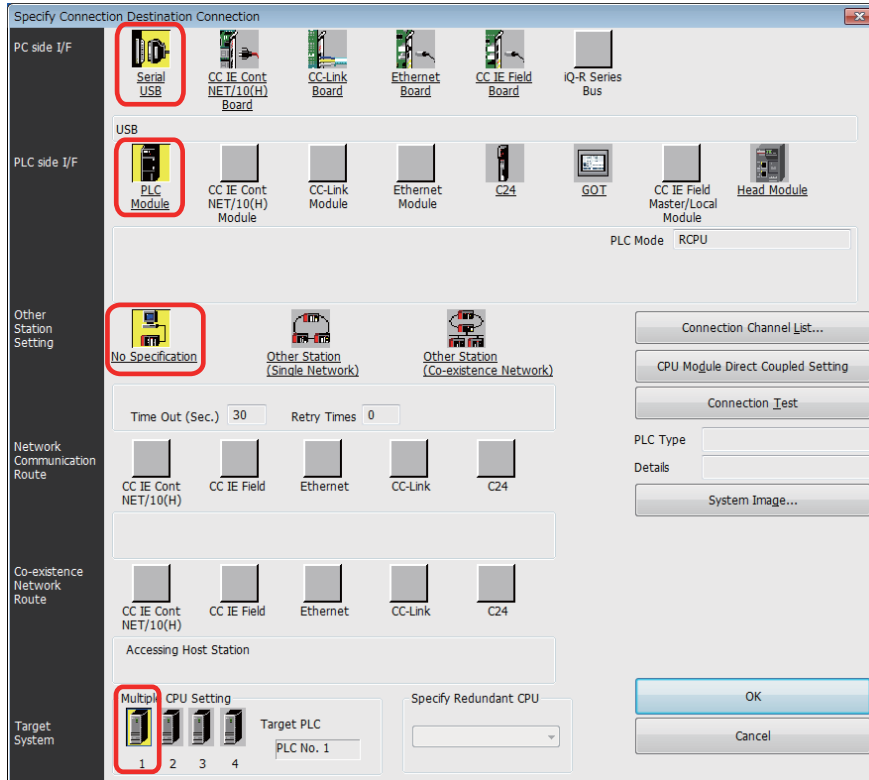 Specify Connection Destination Connection
PC side I/F
Serial
USB
CC IE Cont
NET/10(H)
Board
CC-Link
Board
Ethernet
Board
CC IE Field
Board
iQ-R Series
Bus
USB
PLC side I/F
PLC
Module
CC IE Cont
NET/10(H)
Module
CC-Link
Module
Ethernet
Module
C24
GOT
CC IE Field
Master/Local
Module
Head Module
PLC Mode RCPU
Other
Station
Setting
No Specification
Other Station
(Single Network)
Other Station
(Co-existence Network)
Connection Channel List...
CPU Module Direct Coupled Setting
Time Out (Sec.) 30 Retry Times 0
Connection Test
PLC Type
Details
System Image...
Network
Communication
Route
CC IE Cont
NET/10(H)
CC IE Field
Ethernet
CC-Link
C24
Co-existence
Network
Route
CC IE Cont
NET/10(H)
CC IE Field
Ethernet
CC-Link
C24
Accessing Host Station
Target
System
Multiple CPU Setting
1 2 3 4
Target PLC
PLC No. 1
Specify Redundant CPU
OK
Cancel